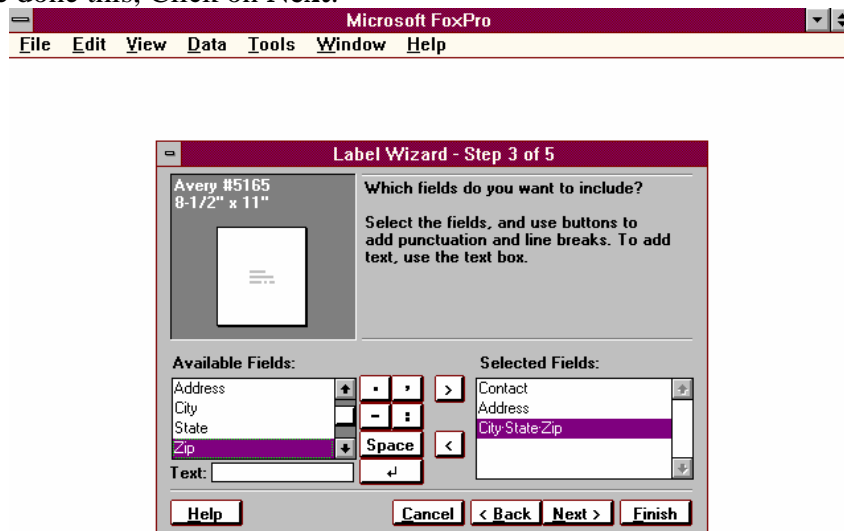 done this, Click on Next.
Microsoft FoxPro
File Edit View Data Tools Window Help
Label Wizard - Step 3 of 5
Avery #5165
8-1/2" x 11"
Which fields do you want to include?
Select the fields, and use buttons to
add punctuation and line breaks. To add
text, use the text box.
Available Fields:
Address
City
State
Zip
Text:
. ,
- :
Space
↵
>
<
Selected Fields:
Contact
Address
City·State·Zip
Help Cancel < Back Next > Finish